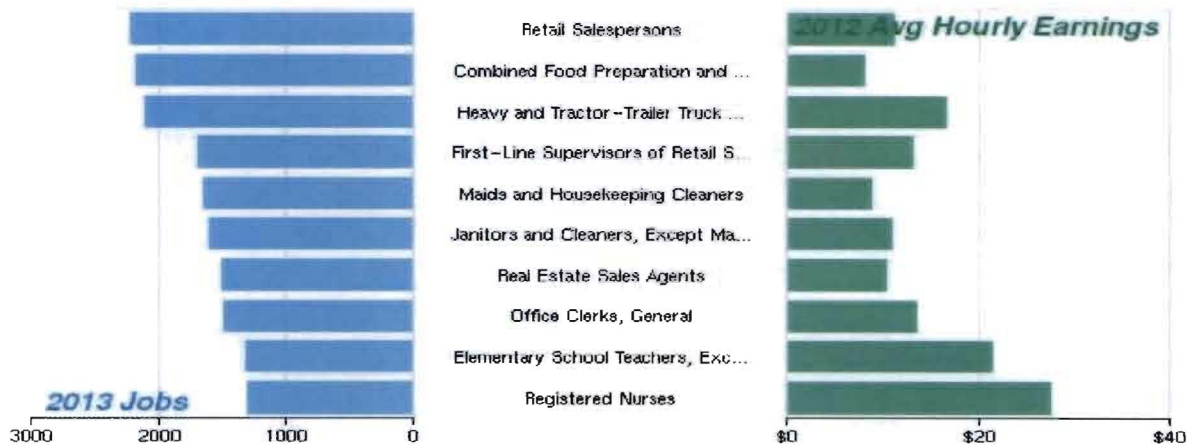 2012 Avg Hourly Earnings
Retail Salespersons
Combined Food Preparation and ...
Heavy and Tractor-Trailer Truck ...
First-Line Supervisors of Retail S...
Maids and Housekeeping Cleaners
Janitors and Cleaners, Except Ma...
Real Estate Sales Agents
Office Clerks, General
Elementary School Teachers, Exc...
Registered Nurses
2013 Jobs
3000 2000 1000 0 $0 $20 $40